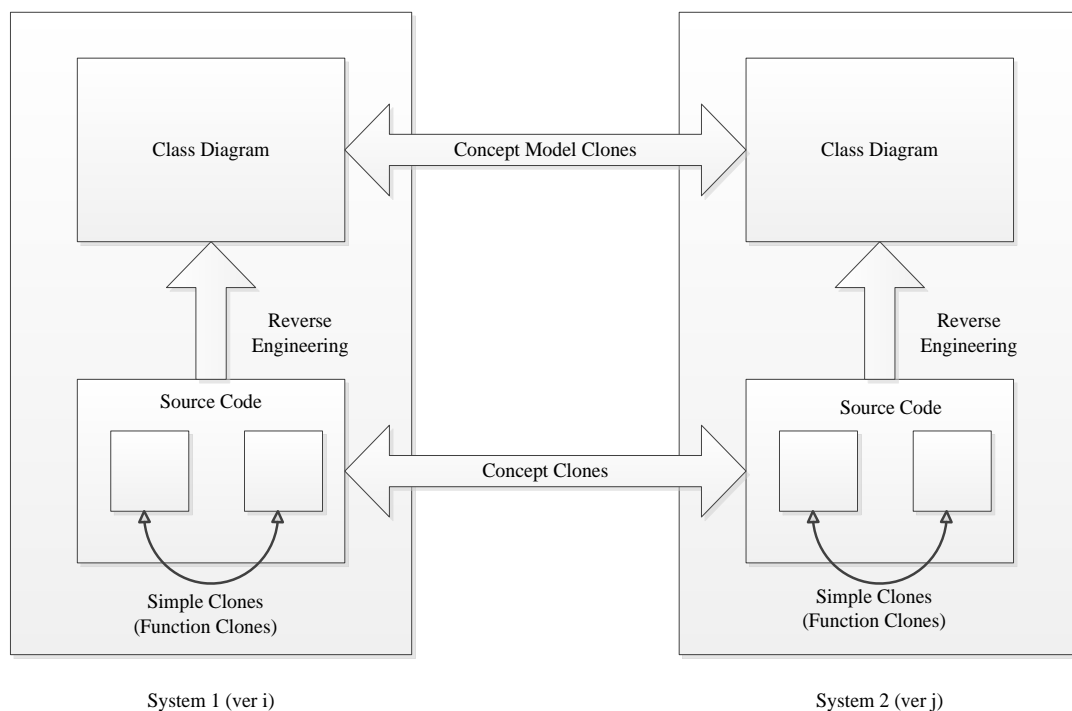 Class Diagram
Concept Model Clones
Class Diagram
Reverse
Engineering
Reverse
Engineering
Source Code
Source Code
Concept Clones
Simple Clones
(Function Clones)
Simple Clones
(Function Clones)
System 1 (ver i)
System 2 (ver j)